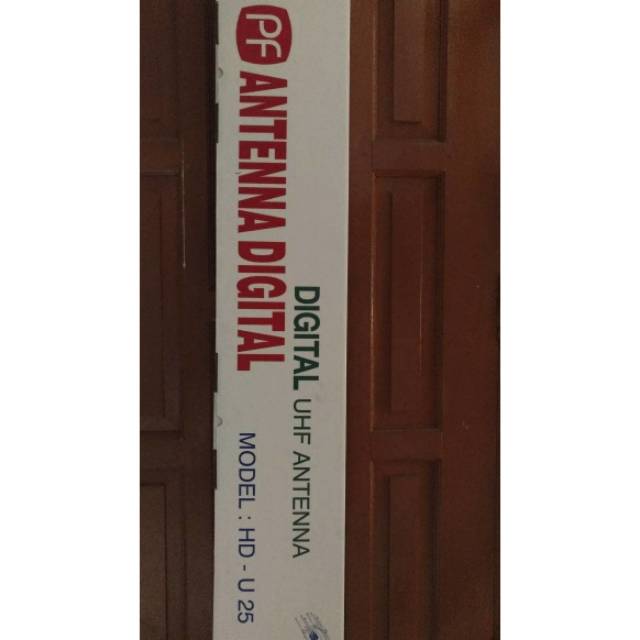 DIGITAL UHF ANTENNA
PF ANTENNA DIGITAL
MODEL : HD - U 25